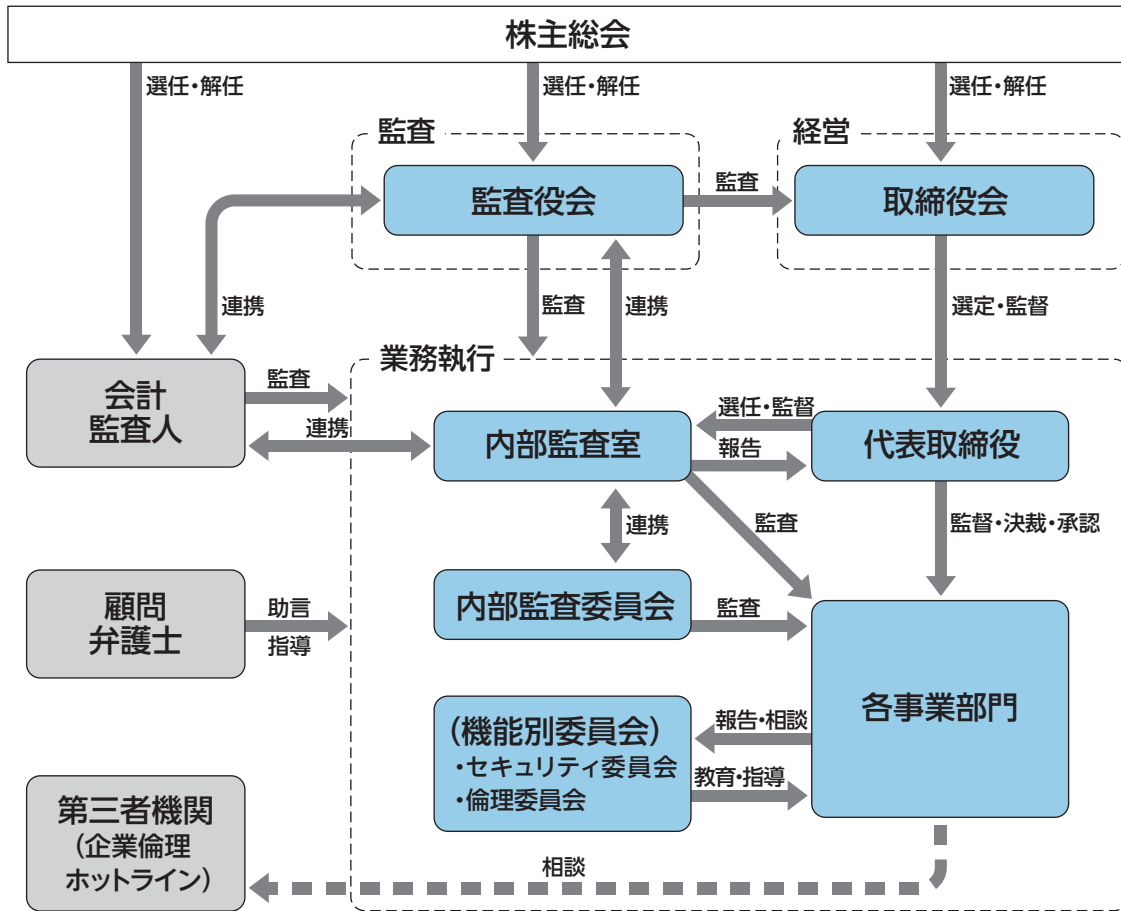 株主総会
選任・解任
選任・解任
選任・解任
監査
経営
監査役会
監査
取締役会
連携
監査
連携
選定・監督
業務執行
会計
監査人
監査
連携
内部監査室
選任・監督
報告
代表取締役
連携
監査
監督・決裁・承認
顧問
弁護士
助言
指導
内部監査委員会
監査
各事業部門
(機能別委員会)
・セキュリティ委員会
・倫理委員会
報告・相談
教育・指導
第三者機関
(企業倫理
ホットライン)
相談